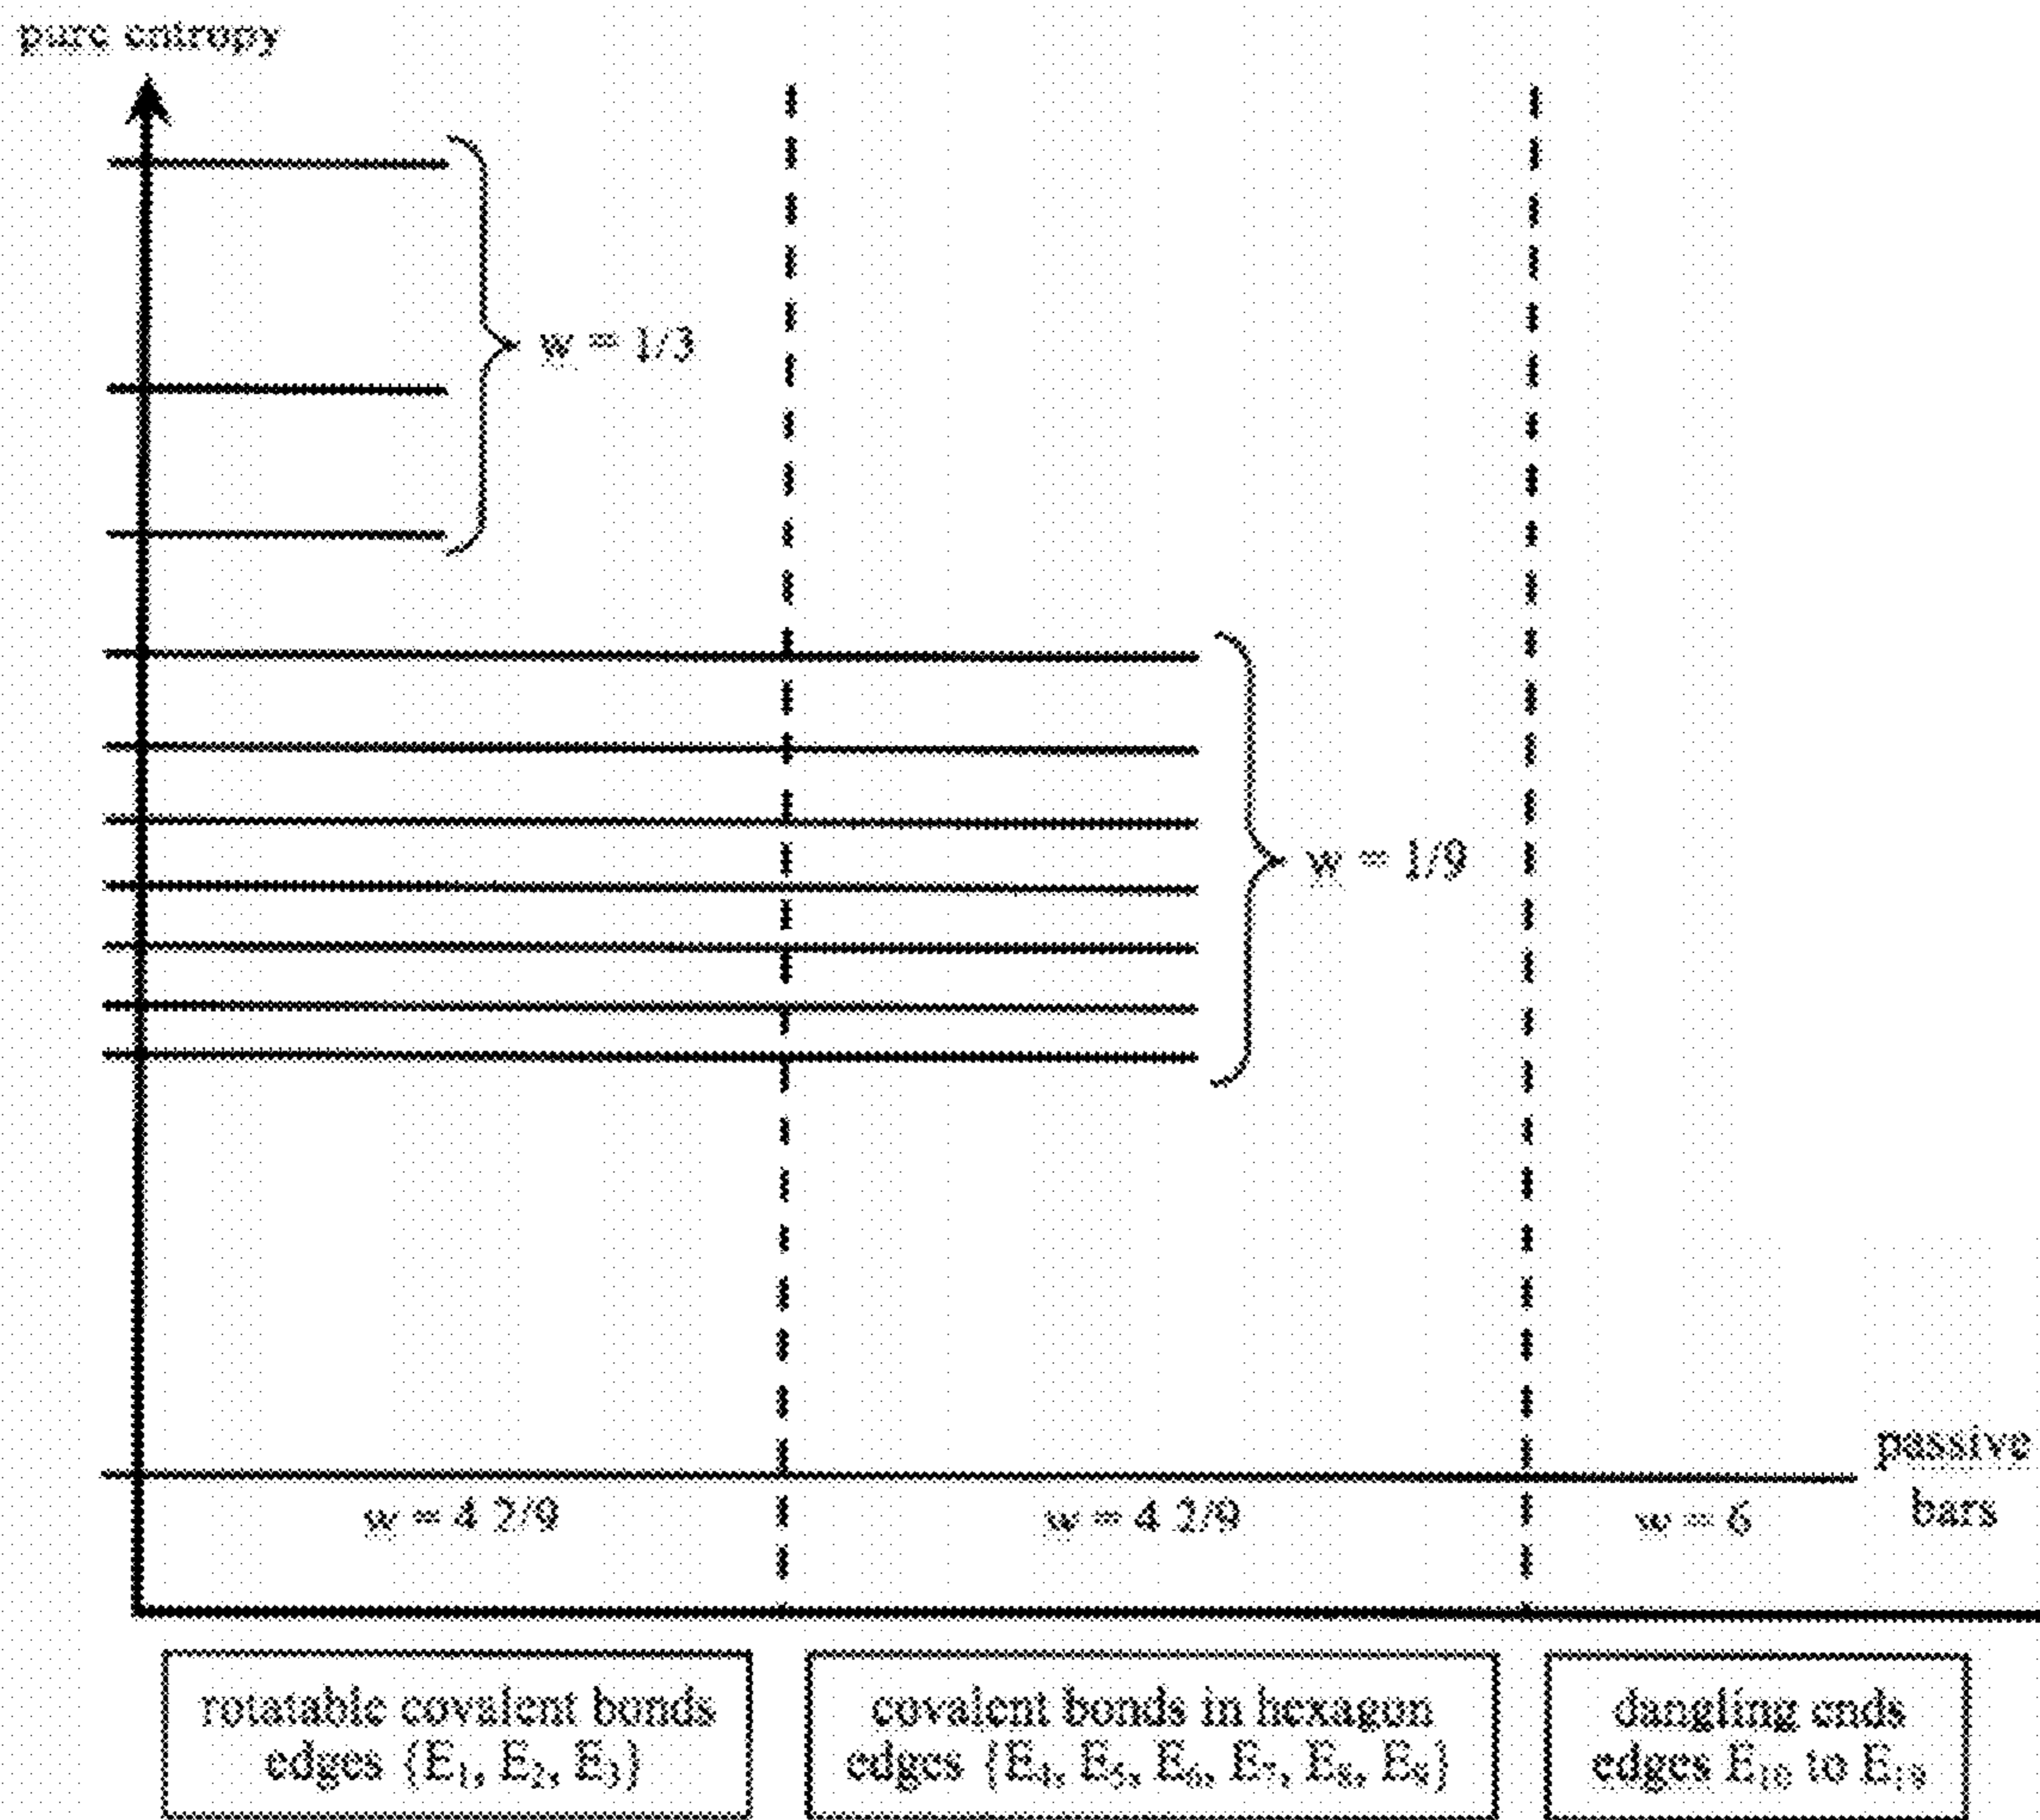 pure entropy
w = 1/3
w = 1/9
passive
bars
w = 4 2/9
w = 4 2/9
w = 6
rotatable covalent bonds
edges {E₁, E₂, E₃}
covalent bonds in hexagon
edges {E₄, E₅, E₆, E₇, E₈, E₉}
dangling ends
edges E₁₀ to E₁₉